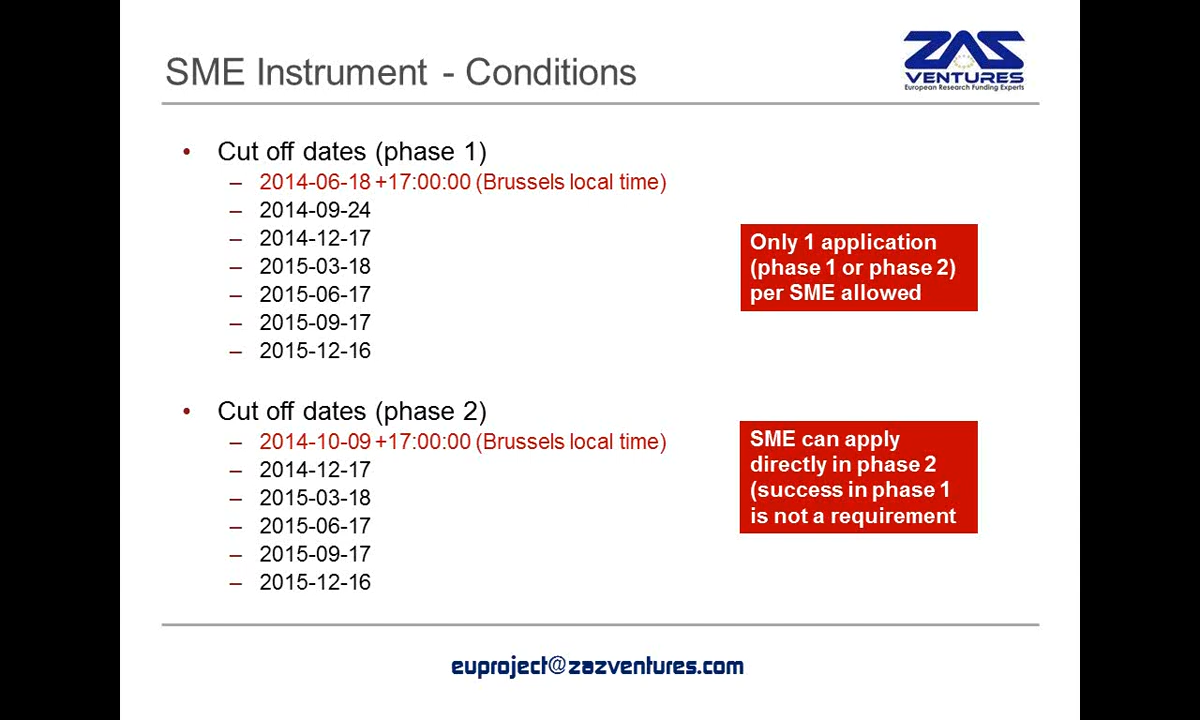 SME Instrument - Conditions
ZAZ
VENTURES
European Research Funding Experts
• Cut off dates (phase 1)
– 2014-06-18 +17:00:00 (Brussels local time)
– 2014-09-24
– 2014-12-17
– 2015-03-18
– 2015-06-17
– 2015-09-17
– 2015-12-16
Only 1 application
(phase 1 or phase 2)
per SME allowed
• Cut off dates (phase 2)
– 2014-10-09 +17:00:00 (Brussels local time)
– 2014-12-17
– 2015-03-18
– 2015-06-17
– 2015-09-17
– 2015-12-16
SME can apply
directly in phase 2
(success in phase 1
is not a requirement
euproject@zazventures.com